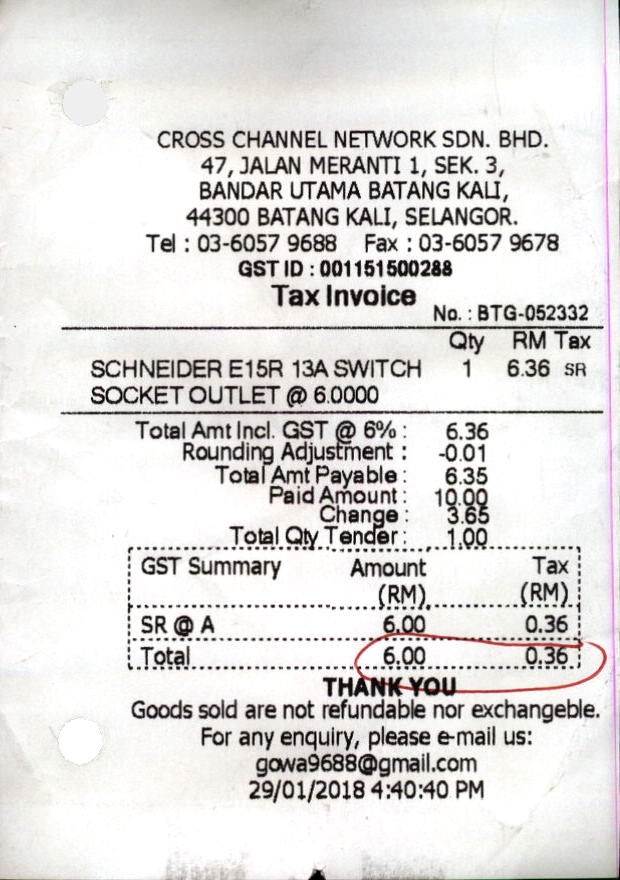 CROSS CHANNEL NETWORK SDN. BHD.
47, JALAN MERANTI 1, SEK. 3,
BANDAR UTAMA BATANG KALI,
44300 BATANG KALI, SELANGOR.
Tel : 03-6057 9688 Fax : 03-6057 9678
GST ID : 001151500288
Tax Invoice
No. : BTG-052332
Qty RM Tax
SCHNEIDER E15R 13A SWITCH 1 6.36 SR
SOCKET OUTLET @ 6.0000
Total Amt Incl. GST @ 6% : 6.36
Rounding Adjustment : -0.01
Total Amt Payable : 6.35
Paid Amount : 10.00
Change : 3.65
Total Qty Tender : 1.00
GST Summary Amount Tax
(RM) (RM)
SR @ A 6.00 0.36
Total 6.00 0.36
THANK YOU
Goods sold are not refundable nor exchangeble.
For any enquiry, please e-mail us:
gowa9688@gmail.com
29/01/2018 4:40:40 PM